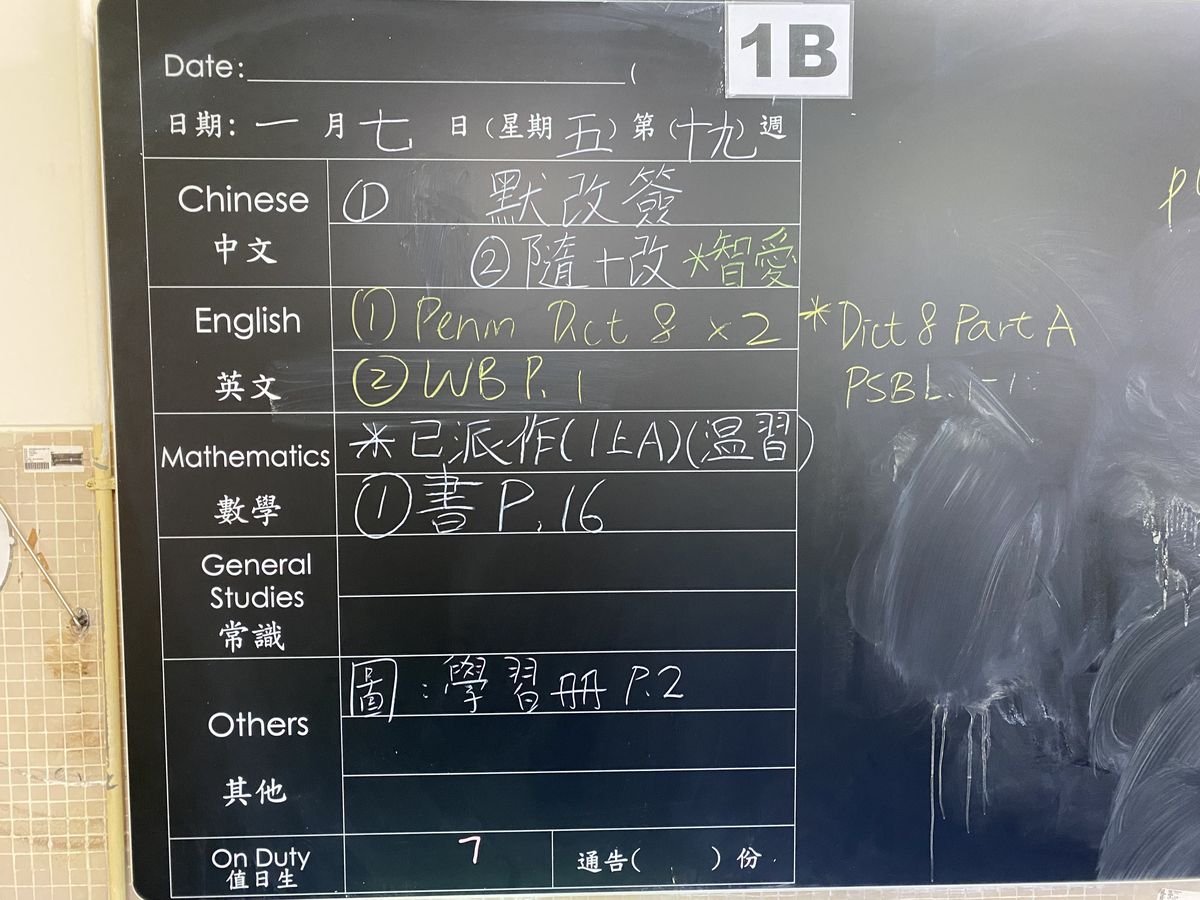 1B
Date:
日期: 一 月 七 日 (星期 五) 第 (十九) 週
Chinese
中文
① 默改簽
② 隨十改 *智愛
English
英文
① Penm Dict 8 x 2 * Dict 8 Part A
② WB P. 1 PSB L.1-1
Mathematics
數學
*已派作(1上A)(温習)
① 書 P. 16
General
Studies
常識
Others
其他
圖 : 學習冊 P.2
On Duty
值日生
7
通告( )份